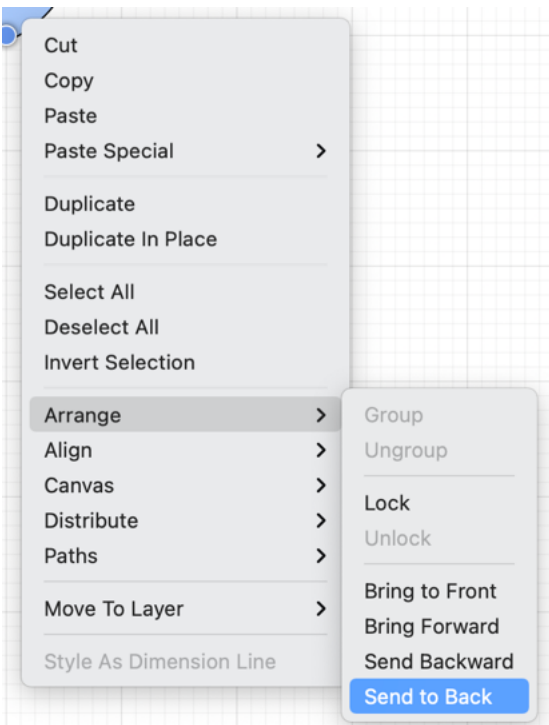 Cut
Copy
Paste
Paste Special
Duplicate
Duplicate In Place
Select All
Deselect All
Invert Selection
Arrange
Align
Canvas
Distribute
Paths
Move To Layer
Style As Dimension Line
Group
Ungroup
Lock
Unlock
Bring to Front
Bring Forward
Send Backward
Send to Back